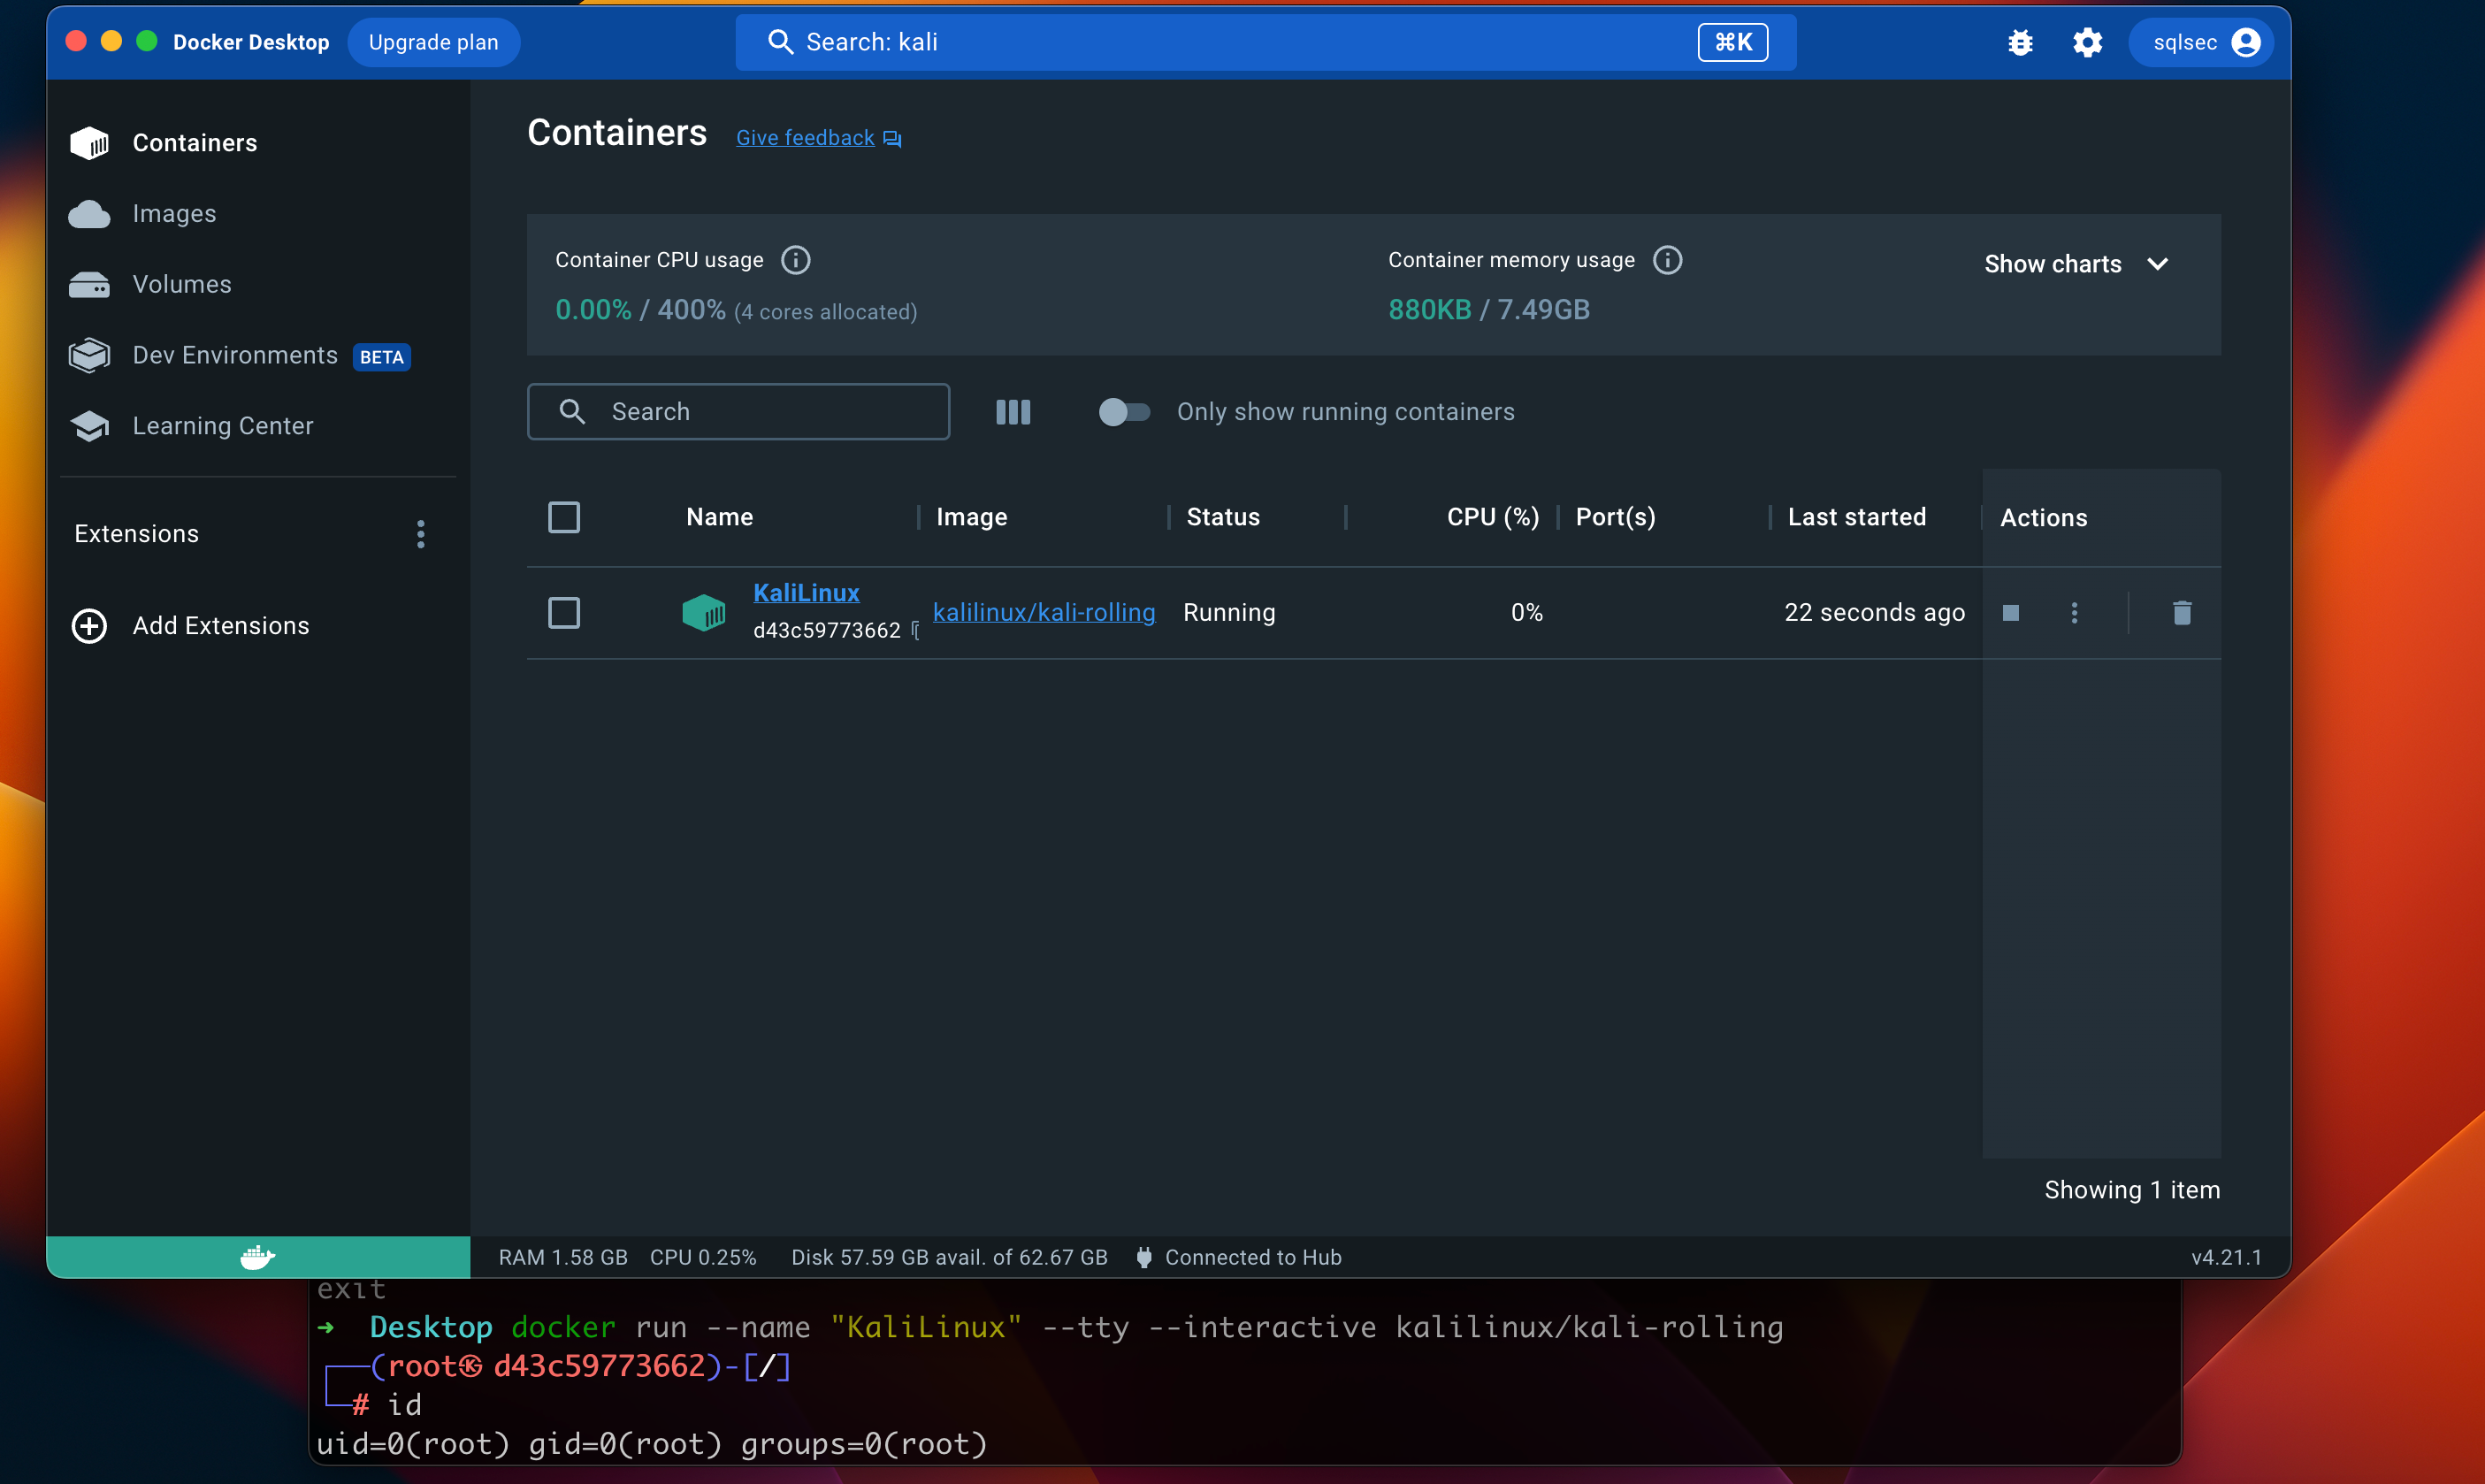 Docker Desktop Upgrade plan Search: kali ⌘K sqlsec
Containers
Images
Volumes
Dev Environments BETA
Learning Center
Extensions
Add Extensions
Containers Give feedback
Container CPU usage
0.00% / 400% (4 cores allocated)
Container memory usage
880KB / 7.49GB
Show charts
Search
Only show running containers
Name Image Status CPU (%) Port(s) Last started Actions
KaliLinux
d43c59773662
kalilinux/kali-rolling Running 0% 22 seconds ago
Showing 1 item
RAM 1.58 GB CPU 0.25% Disk 57.59 GB avail. of 62.67 GB Connected to Hub v4.21.1
exit
➜ Desktop docker run --name "KaliLinux" --tty --interactive kalilinux/kali-rolling
┌──(root㉿d43c59773662)-[/]
└─# id
uid=0(root) gid=0(root) groups=0(root)